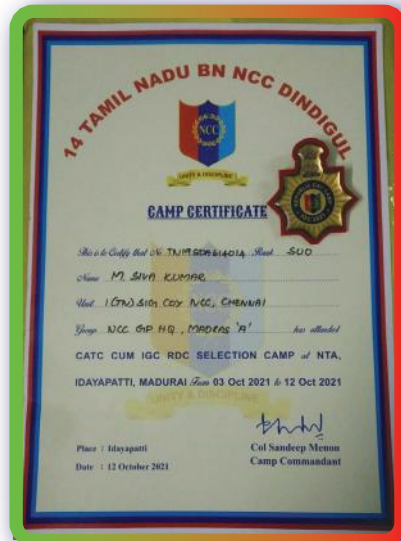 14 TAMIL NADU BN NCC DINDIGUL
NCC
UNITY & DISCIPLINE
CAMP CERTIFICATE
This is to Certify that No TN19SDA614014 Rank SUO
Name M. SIVA KUMAR
Unit 1(TN) SIG COY NCC, CHENNAI
Group NCC GP HQ, MADRAS 'A' has attended
CATC CUM IGC RDC SELECTION CAMP at NTA,
IDAYAPATTI, MADURAI From 03 Oct 2021 to 12 Oct 2021
UNITY & DISCIPLINE
Place : Idayapatti
Date : 12 October 2021
Col Sandeep Menon
Camp Commandant